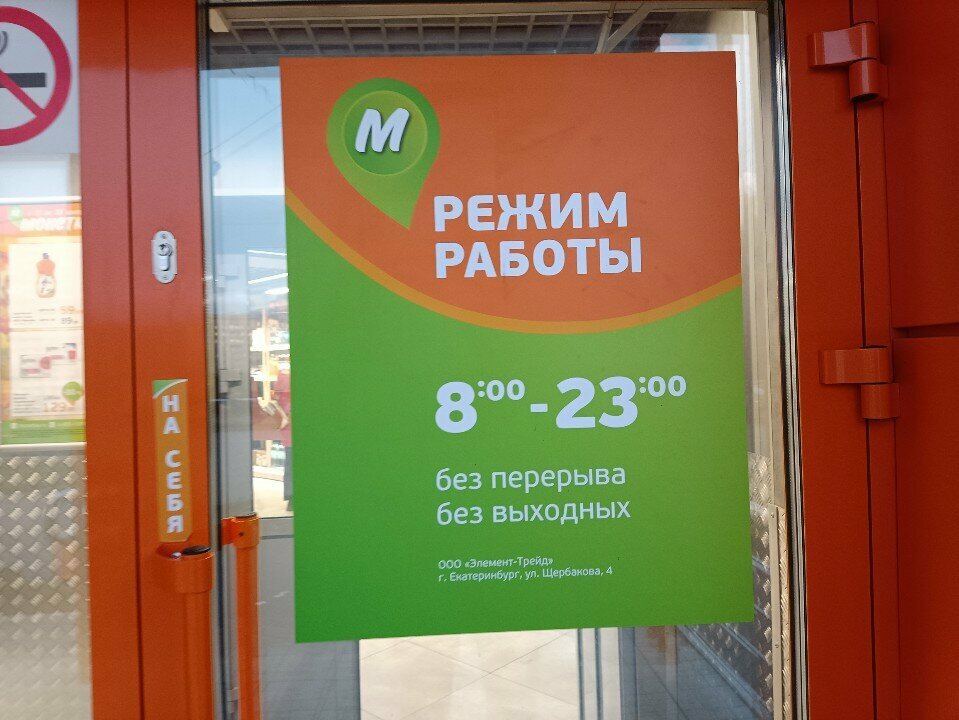 М
РЕЖИМ
РАБОТЫ
8:00-23:00
без перерыва
без выходных
ООО «Элемент-Трейд»
г. Екатеринбург, ул. Щербакова, 4
НА СЕБЯ
129